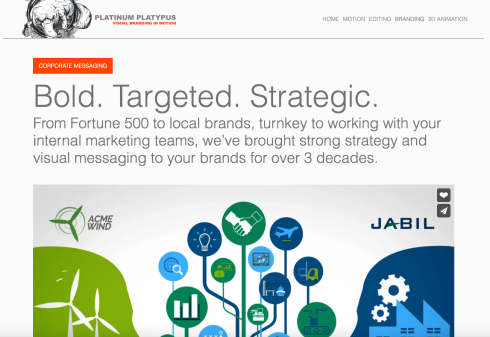 PLATINUM PLATYPUS
VISUAL BRANDING IN MOTION
HOME MOTION EDITING BRANDING 3D ANIMATION
CORPORATE MESSAGING
Bold. Targeted. Strategic.
From Fortune 500 to local brands, turnkey to working with your
internal marketing teams, we've brought strong strategy and
visual messaging to your brands for over 3 decades.
ACME
WIND
JABIL